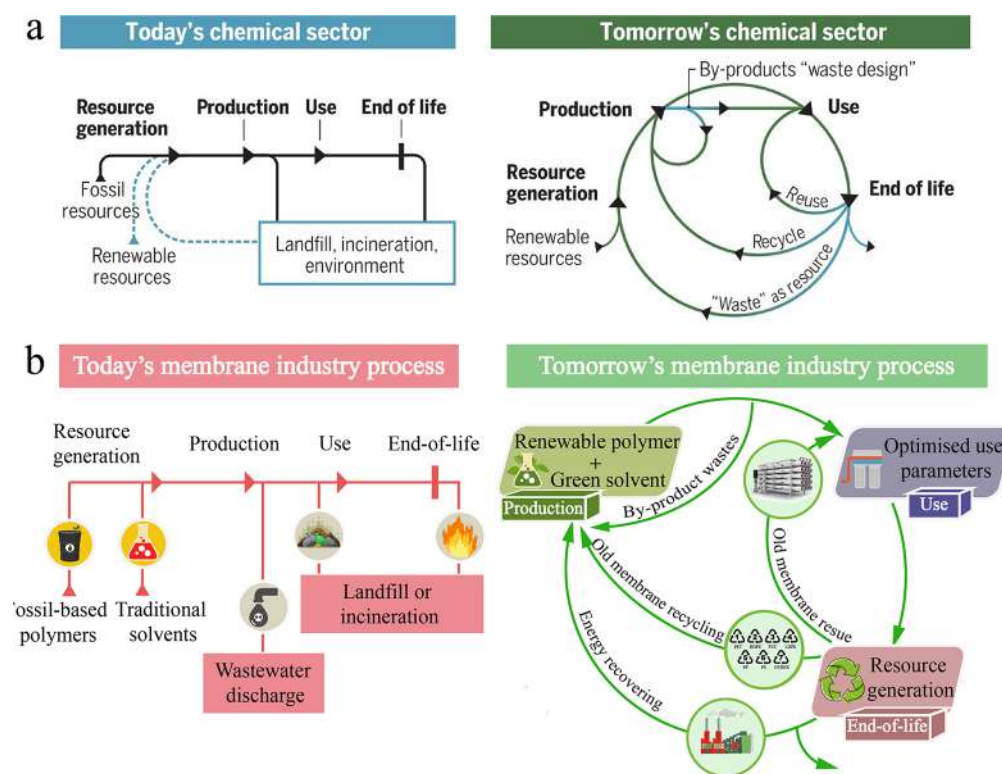 a
Today's chemical sector
Resource
generation
Production
Use
End of life
Fossil
resources
Renewable
resources
Landfill, incineration,
environment
Tomorrow's chemical sector
By-products “waste design”
Production
Use
Resource
generation
End of life
Reuse
Renewable
resources
Recycle
“Waste” as resource
b
Today's membrane industry process
Resource
generation
Production
Use
End-of-life
ossil-based
polymers
Traditional
solvents
Landfill or
incineration
Wastewater
discharge
Tomorrow's membrane industry process
Renewable polymer
+
Green solvent
Production
By-product wastes
Optimised use
parameters
Use
Old membrane resue
Old membrane recycling
Energy recovering
Resource
generation
End-of-life